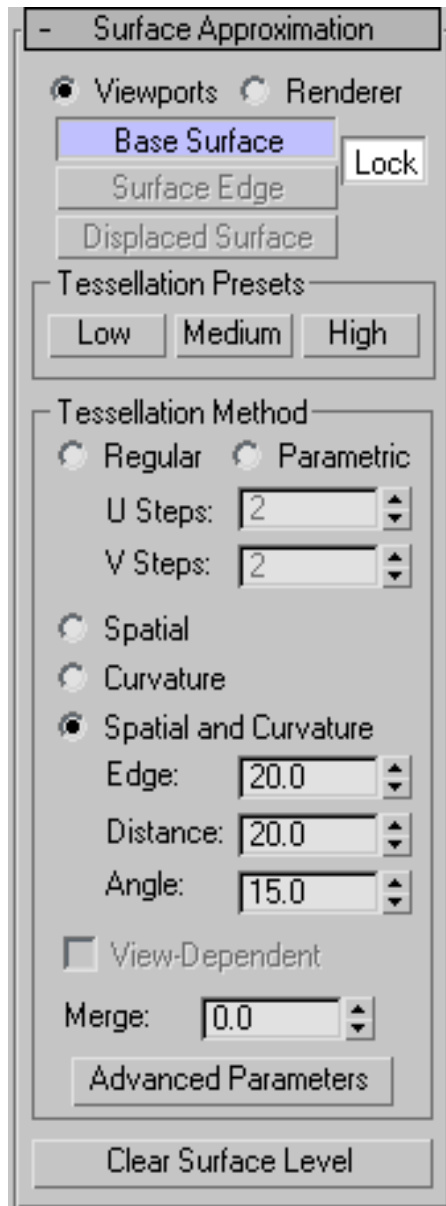 - Surface Approximation
Viewports Renderer
Base Surface
Lock
Surface Edge
Displaced Surface
Tessellation Presets
Low Medium High
Tessellation Method
Regular Parametric
U Steps: 2
V Steps: 2
Spatial
Curvature
Spatial and Curvature
Edge: 20.0
Distance: 20.0
Angle: 15.0
View-Dependent
Merge: 0.0
Advanced Parameters
Clear Surface Level